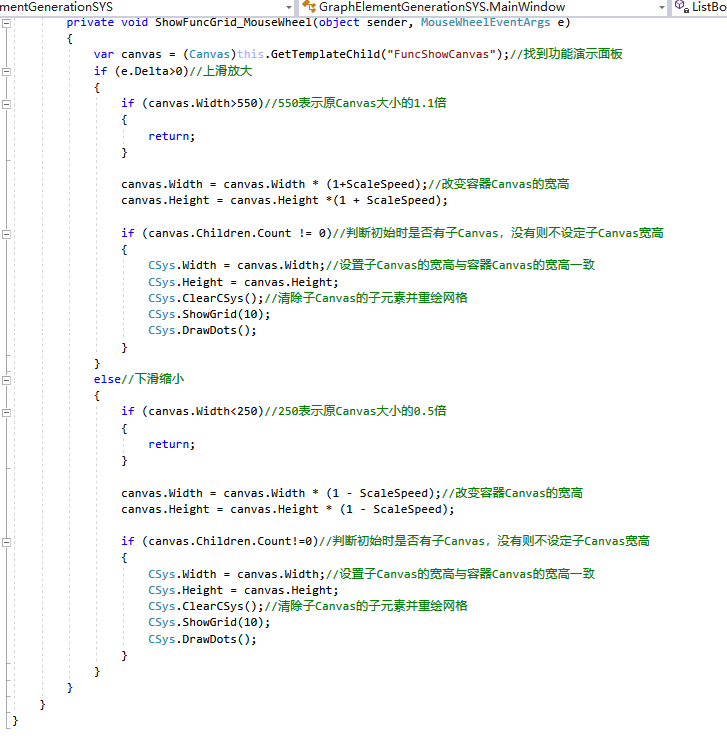 mentGenerationSYS GraphElementGenerationSYS.MainWindow ListBo
private void ShowFuncGrid_MouseWheel(object sender, MouseWheelEventArgs e)
{
var canvas = (Canvas)this.GetTemplateChild("FuncShowCanvas");//找到功能演示面板
if (e.Delta>0)//上滑放大
{
if (canvas.Width>550)//550表示原Canvas大小的1.1倍
{
return;
}
canvas.Width = canvas.Width * (1+ScaleSpeed);//改变容器Canvas的宽高
canvas.Height = canvas.Height *(1 + ScaleSpeed);
if (canvas.Children.Count != 0)//判断初始时是否有子Canvas, 没有则不设定子Canvas宽高
{
CSys.Width = canvas.Width;//设置子Canvas的宽高与容器Canvas的宽高一致
CSys.Height = canvas.Height;
CSys.ClearCSys();//清除子Canvas的子元素并重绘网格
CSys.ShowGrid(10);
CSys.DrawDots();
}
}
else//下滑缩小
{
if (canvas.Width<250)//250表示原Canvas大小的0.5倍
{
return;
}
canvas.Width = canvas.Width * (1 - ScaleSpeed);//改变容器Canvas的宽高
canvas.Height = canvas.Height * (1 - ScaleSpeed);
if (canvas.Children.Count!=0)//判断初始时是否有子Canvas, 没有则不设定子Canvas宽高
{
CSys.Width = canvas.Width;//设置子Canvas的宽高与容器Canvas的宽高一致
CSys.Height = canvas.Height;
CSys.ClearCSys();//清除子Canvas的子元素并重绘网格
CSys.ShowGrid(10);
CSys.DrawDots();
}
}
}
}
}